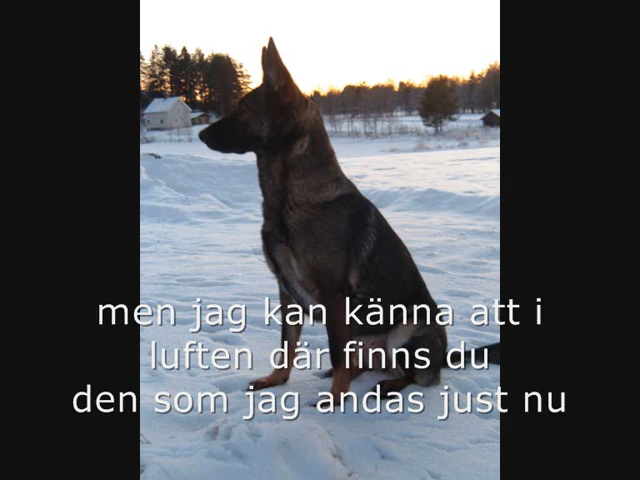 men jag kan känna att i
luften där finns du
den som jag andas just nu